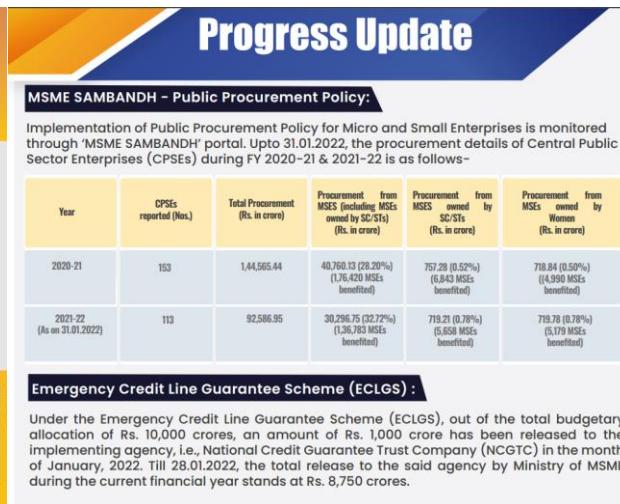 Progress Update
MSME SAMBANDH - Public Procurement Policy:
Implementation of Public Procurement Policy for Micro and Small Enterprises is monitored
through ‘MSME SAMBANDH’ portal. Upto 31.01.2022, the procurement details of Central Public
Sector Enterprises (CPSEs) during FY 2020-21 & 2021-22 is as follows-
Year
CPSEs
reported (Nos.)
Total Procurement
(Rs. in crore)
Procurement from
MSES (including MSEs
owned by SC/STs)
(Rs. in crore)
Procurement from
MSES owned by
SC/STs
(Rs. in crore)
Procurement from
MSEs owned by
Women
(Rs. in crore)
2020-21
153
1,44,565.44
40,760.13 (28.20%)
(1,76,420 MSEs
benefited)
757.28 (0.52%)
(6,843 MSEs
benefited)
718.84 (0.50%)
((4,990 MSEs
benefited)
2021-22
(As on 31.01.2022)
113
92,586.95
30,296.75 (32.72%)
(1,36,783 MSEs
benefited)
719.21 (0.78%)
(5,658 MSEs
benefited)
719.78 (0.78%)
(5,179 MSEs
benefited)
Emergency Credit Line Guarantee Scheme (ECLGS) :
Under the Emergency Credit Line Guarantee Scheme (ECLGS), out of the total budgetary
allocation of Rs. 10,000 crores, an amount of Rs. 1,000 crore has been released to the
implementing agency, i.e., National Credit Guarantee Trust Company (NCGTC) in the month
of January, 2022. Till 28.01.2022, the total release to the said agency by Ministry of MSME
during the current financial year stands at Rs. 8,750 crores.